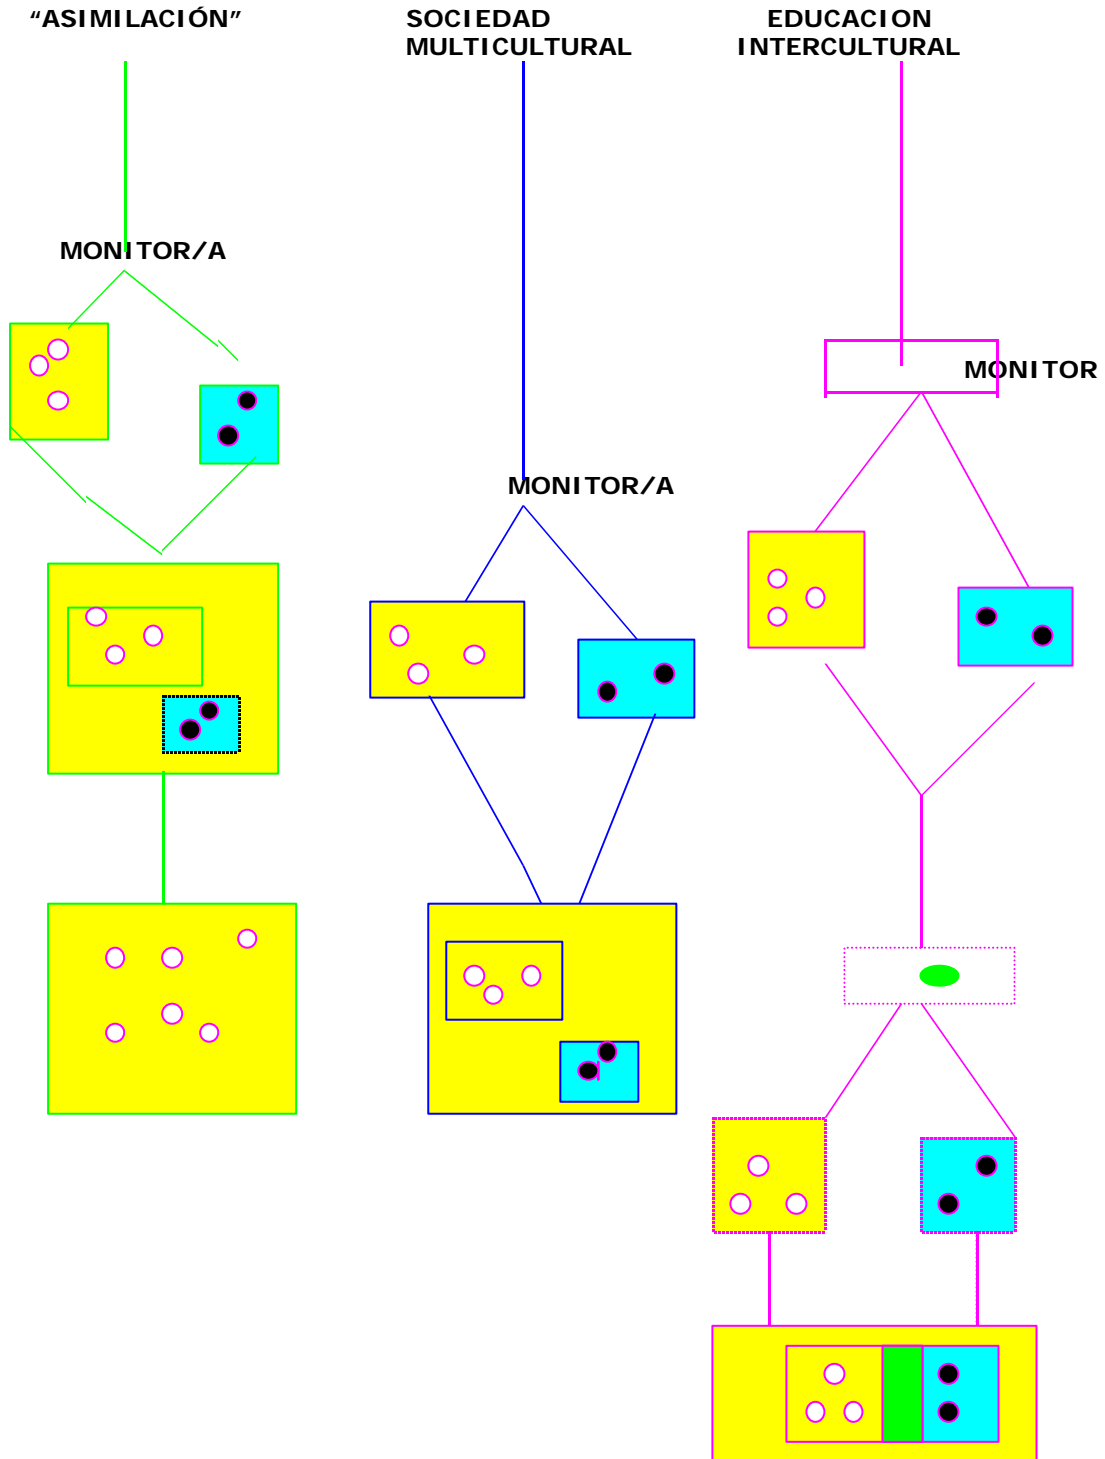 “ASIMILACIÓN”
SOCIEDAD
MULTICULTURAL
EDUCACION
INTERCULTURAL
MONITOR/A
MONITOR
MONITOR/A